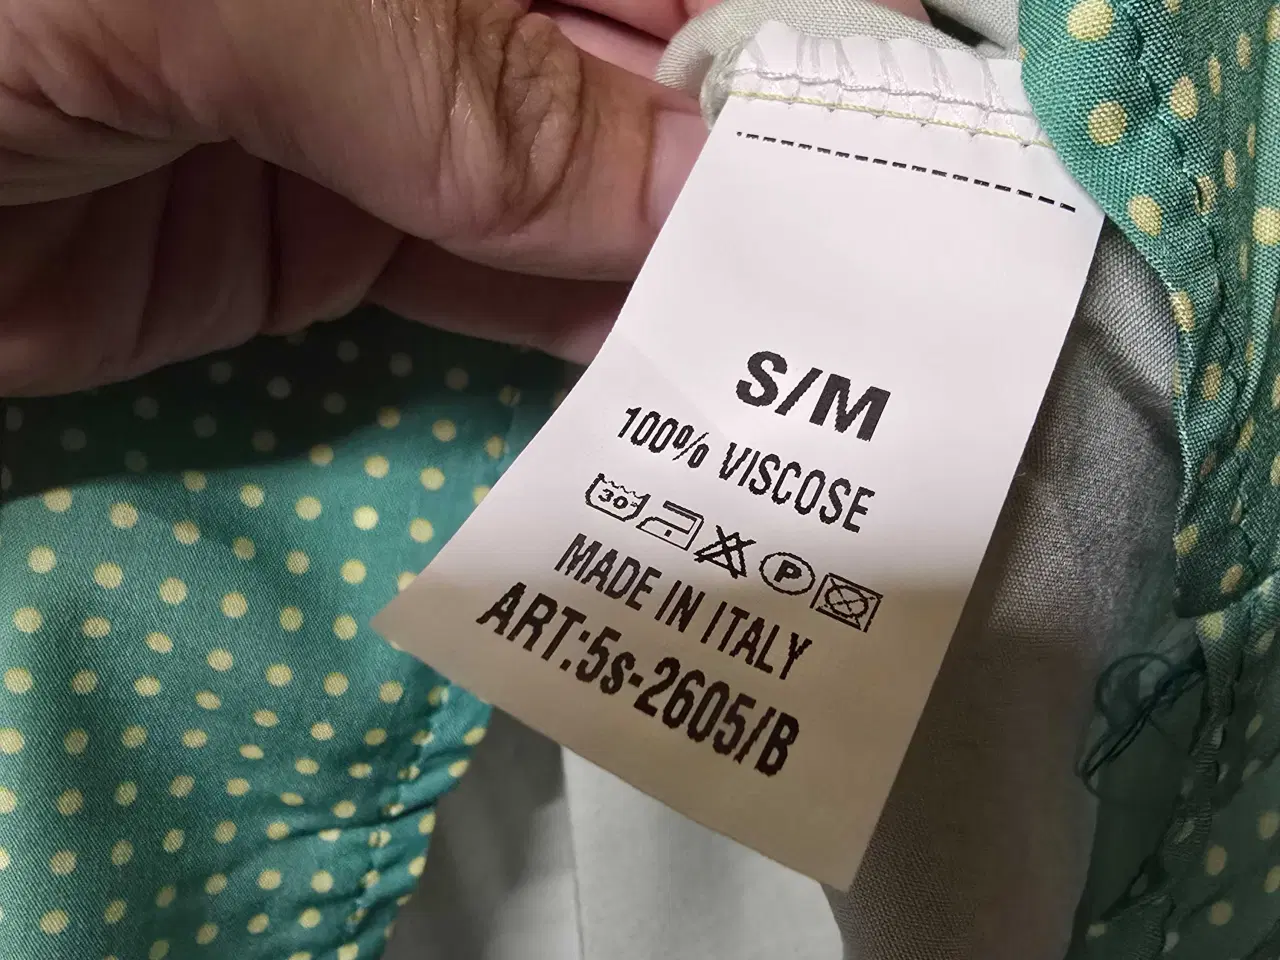 S/M
100% VISCOSE
30 P
MADE IN ITALY
ART:5s-2605/B